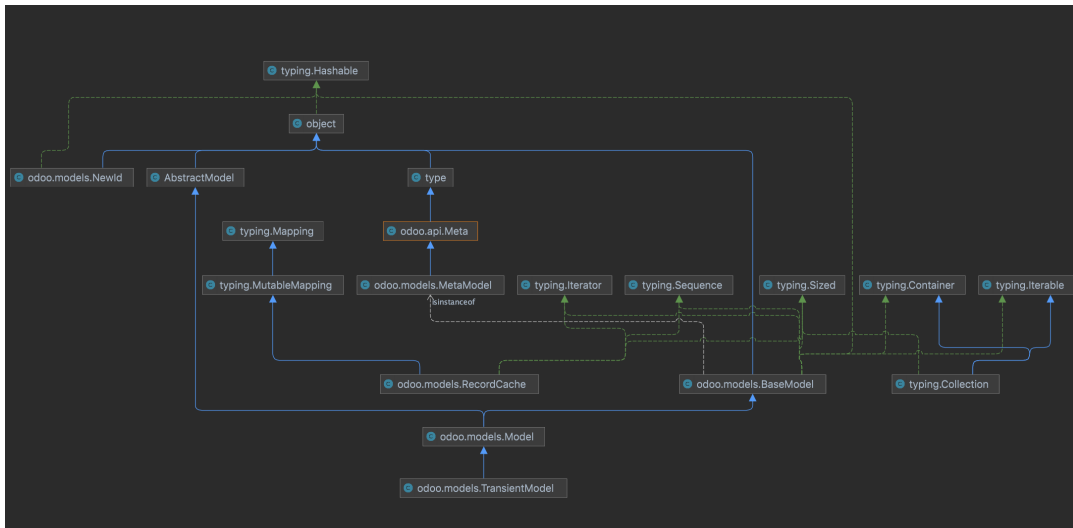 typing.Hashable
object
odoo.models.NewId
AbstractModel
type
typing.Mapping
odoo.api.Meta
typing.MutableMapping
odoo.models.MetaModel
typing.Iterator
typing.Sequence
typing.Sized
typing.Container
typing.Iterable
isinstanceof
odoo.models.RecordCache
odoo.models.BaseModel
typing.Collection
odoo.models.Model
odoo.models.TransientModel